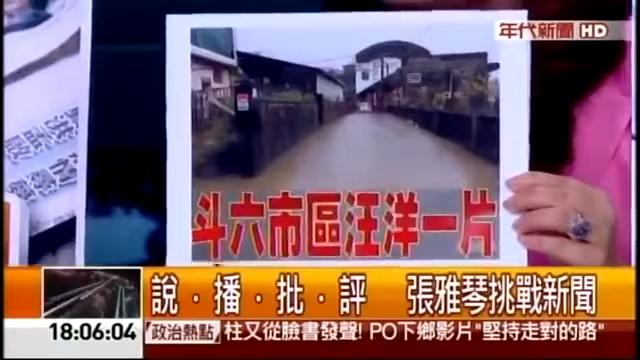 年代新聞HD
斗六市區汪洋一片
說・播・批・評 張雅琴挑戰新聞
18:06:04 政治熱點 柱又從臉書發聲! PO下鄉影片"堅持走對的路"